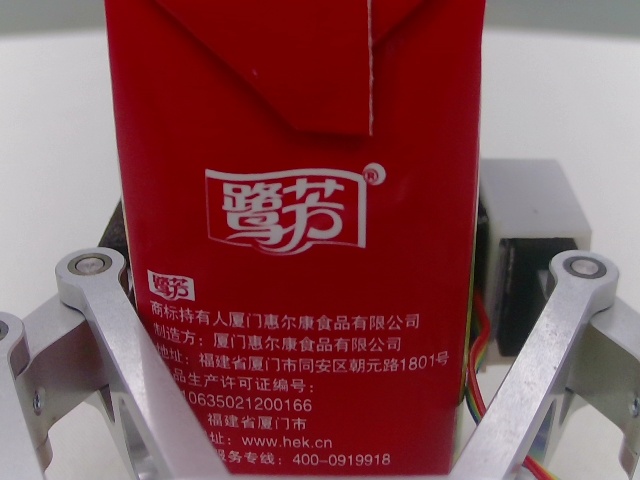 鹭芳®
鹭芳
商标持有人厦门惠尔康食品有限公司
制造方：厦门惠尔康食品有限公司
地址：福建省厦门市同安区朝元路1801号
品生产许可证编号：
10635021200166
福建省厦门市
址：www.hek.cn
服务专线：400-0919918